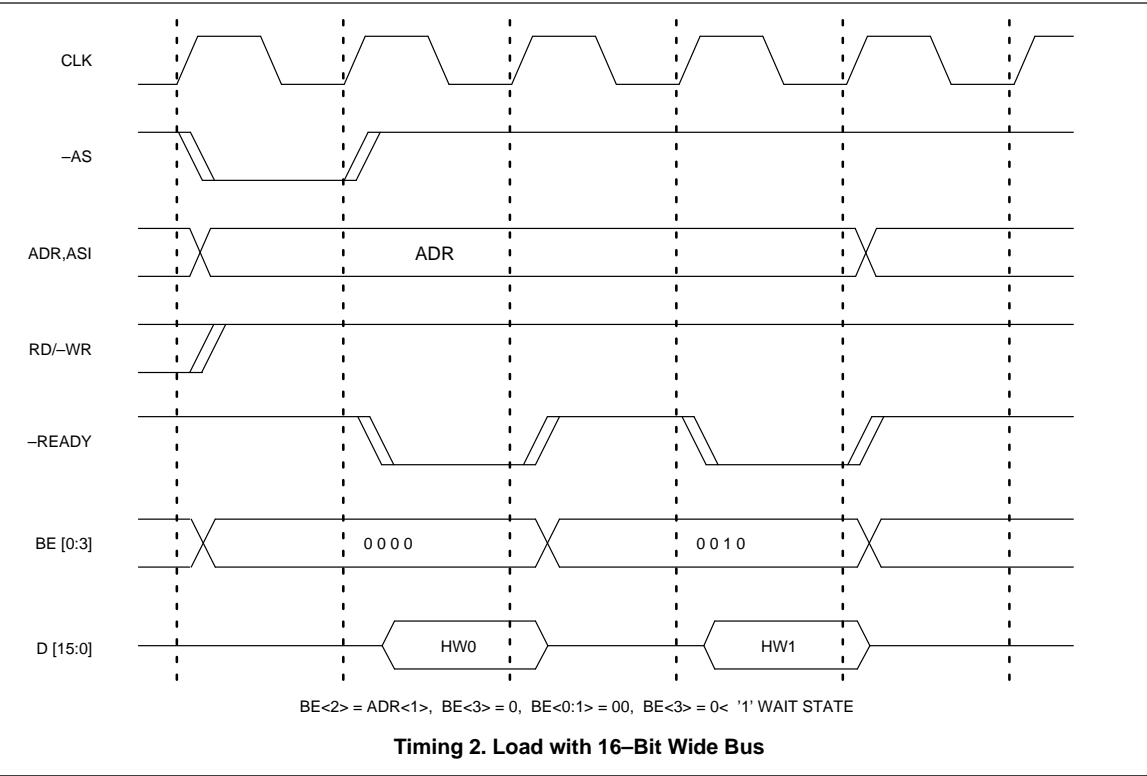 CLK
–AS
ADR,ASI
ADR
RD/–WR
–READY
BE [0:3]
0 0 0 0
0 0 1 0
D [15:0]
HW0
HW1
BE<2> = ADR<1>, BE<3> = 0, BE<0:1> = 00, BE<3> = 0< '1' WAIT STATE
Timing 2. Load with 16–Bit Wide Bus